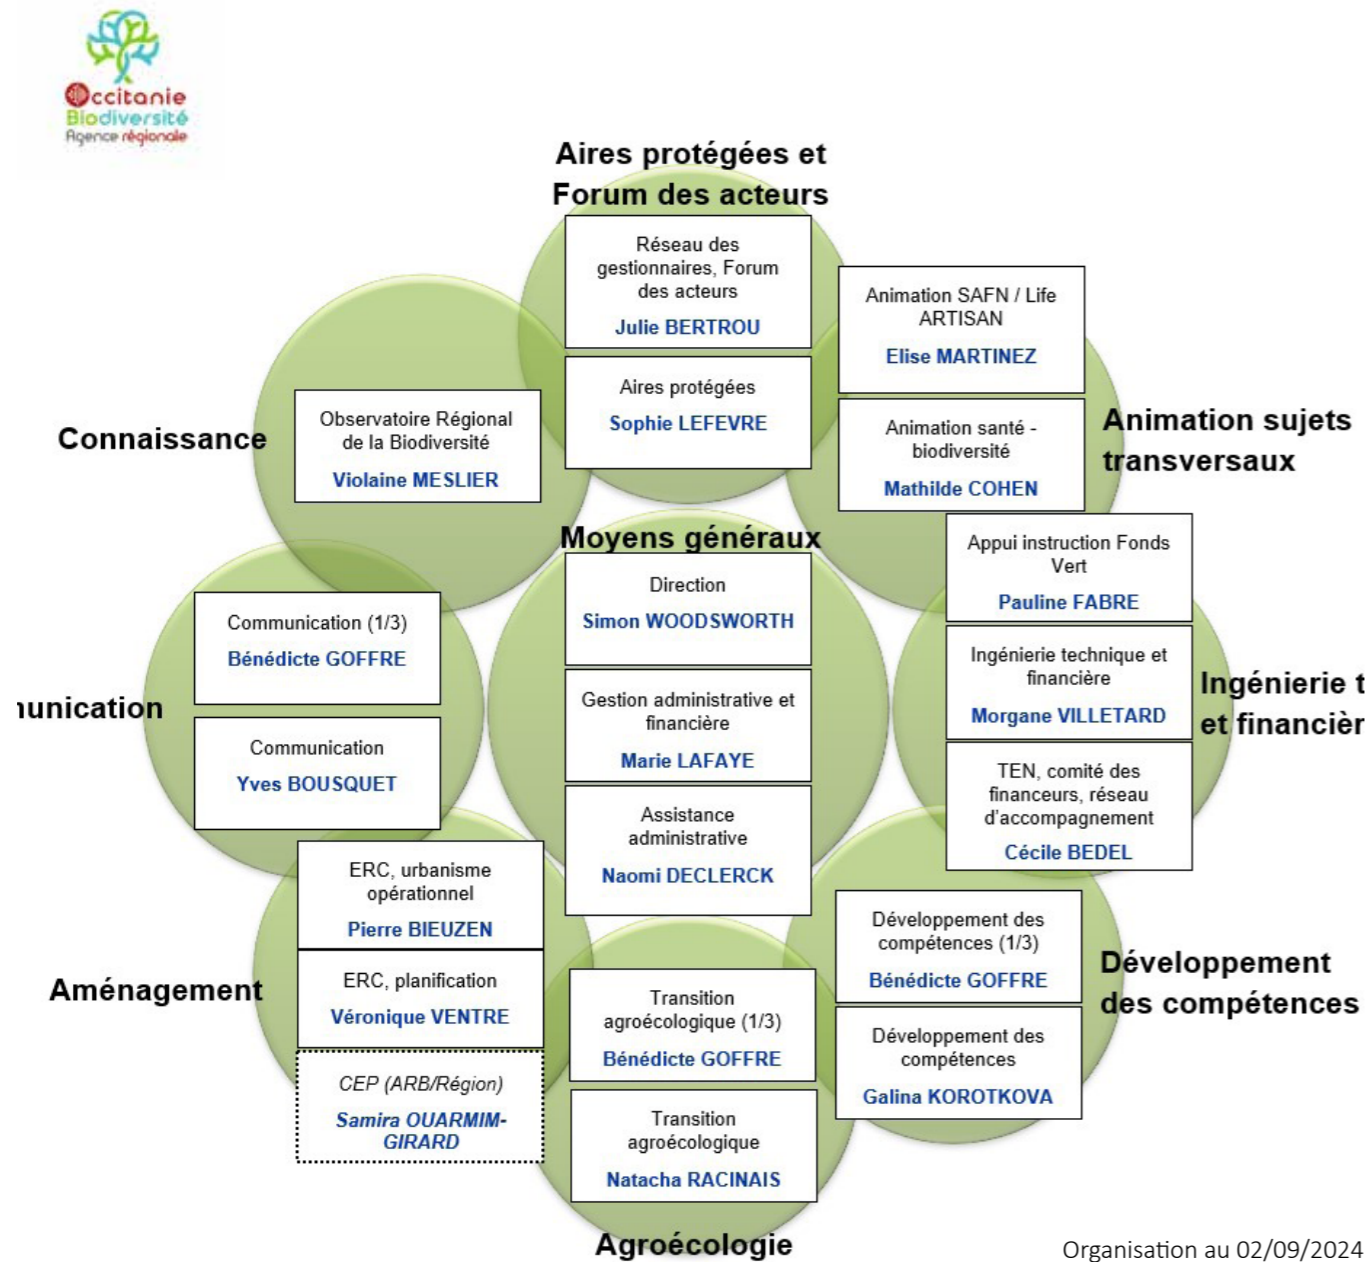 Occitanie
Biodiversité
Agence régionale
Aires protégées et
Forum des acteurs
Réseau des
gestionnaires, Forum
des acteurs
Julie BERTROU
Aires protégées
Sophie LEFEVRE
Animation SAFN / Life
ARTISAN
Elise MARTINEZ
Animation santé -
biodiversité
Mathilde COHEN
Animation sujets
transversaux
Connaissance
Observatoire Régional
de la Biodiversité
Violaine MESLIER
Moyens généraux
Direction
Simon WOODSWORTH
Gestion administrative et
financière
Marie LAFAYE
Assistance
administrative
Naomi DECLERCK
Appui instruction Fonds
Vert
Pauline FABRE
Ingénierie technique et
financière
Morgane VILLETARD
TEN, comité des
financeurs, réseau
d'accompagnement
Cécile BEDEL
Ingénierie t
et financièr
unication
Communication (1/3)
Bénédicte GOFFRE
Communication
Yves BOUSQUET
Aménagement
ERC, urbanisme
opérationnel
Pierre BIEUZEN
ERC, planification
Véronique VENTRE
CEP (ARB/Région)
Samira OUARMIM-
GIRARD
Transition
agroécologique (1/3)
Bénédicte GOFFRE
Transition
agroécologique
Natacha RACINAIS
Agroécologie
Développement des
compétences (1/3)
Bénédicte GOFFRE
Développement des
compétences
Galina KOROTKOVA
Développement
des compétences
Organisation au 02/09/2024